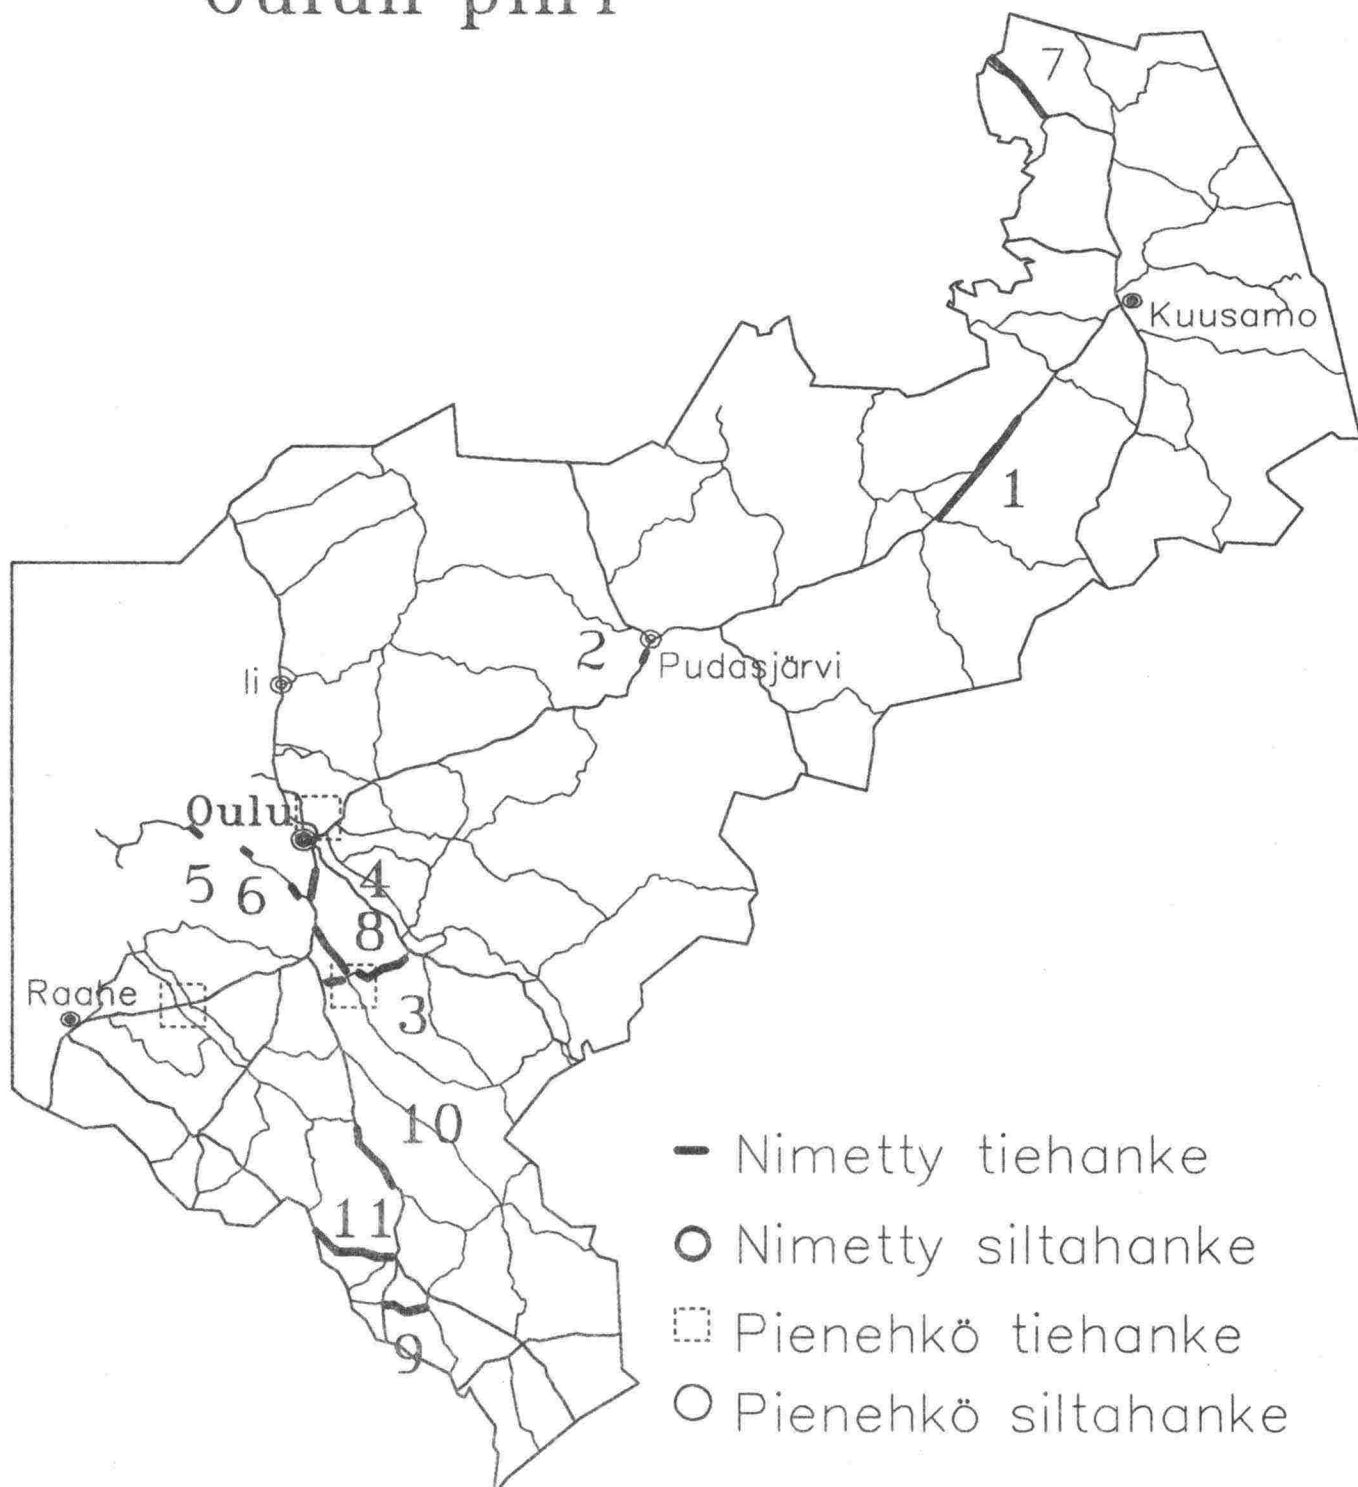 Oulun piiri
7
Kuusamo
1
2
Pudasjärvi
Ii
Oulu
5
6
4
8
Raahe
3
10
11
9
Nimetty tiehanke
Nimetty siltahanke
Pienehkö tiehanke
Pienehkö siltahanke